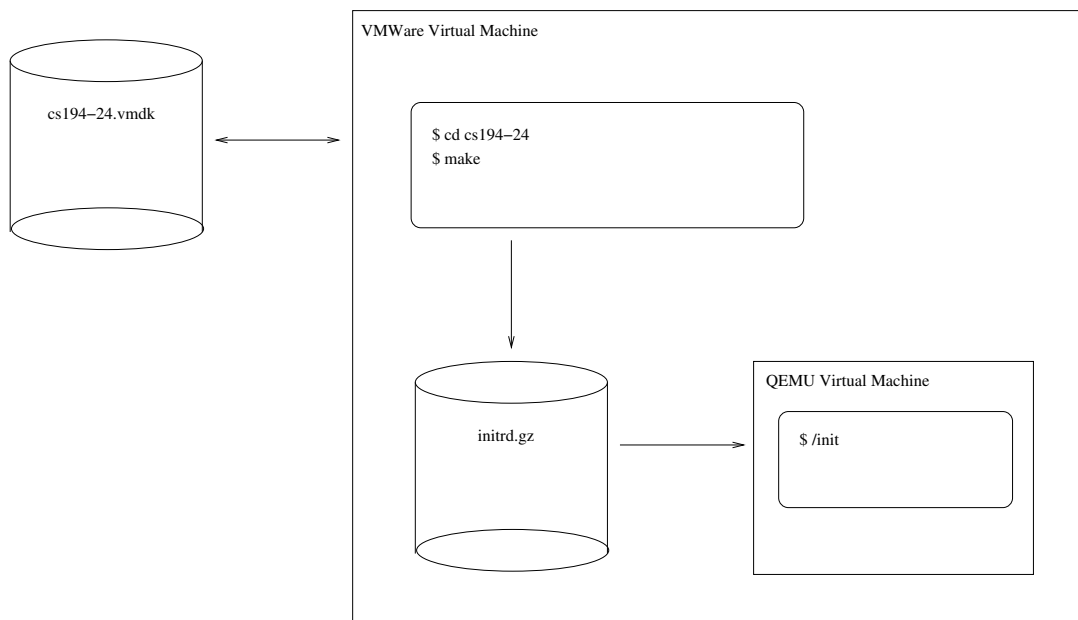 VMWare Virtual Machine
cs194−24.vmdk
$ cd cs194−24
$ make
QEMU Virtual Machine
initrd.gz
$ /init